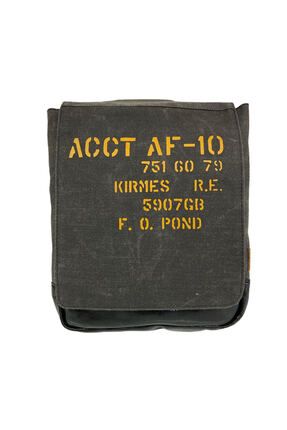 ACCT AF-10
751 60 79
KIRMES R.E.
5907GB
F. O. POND